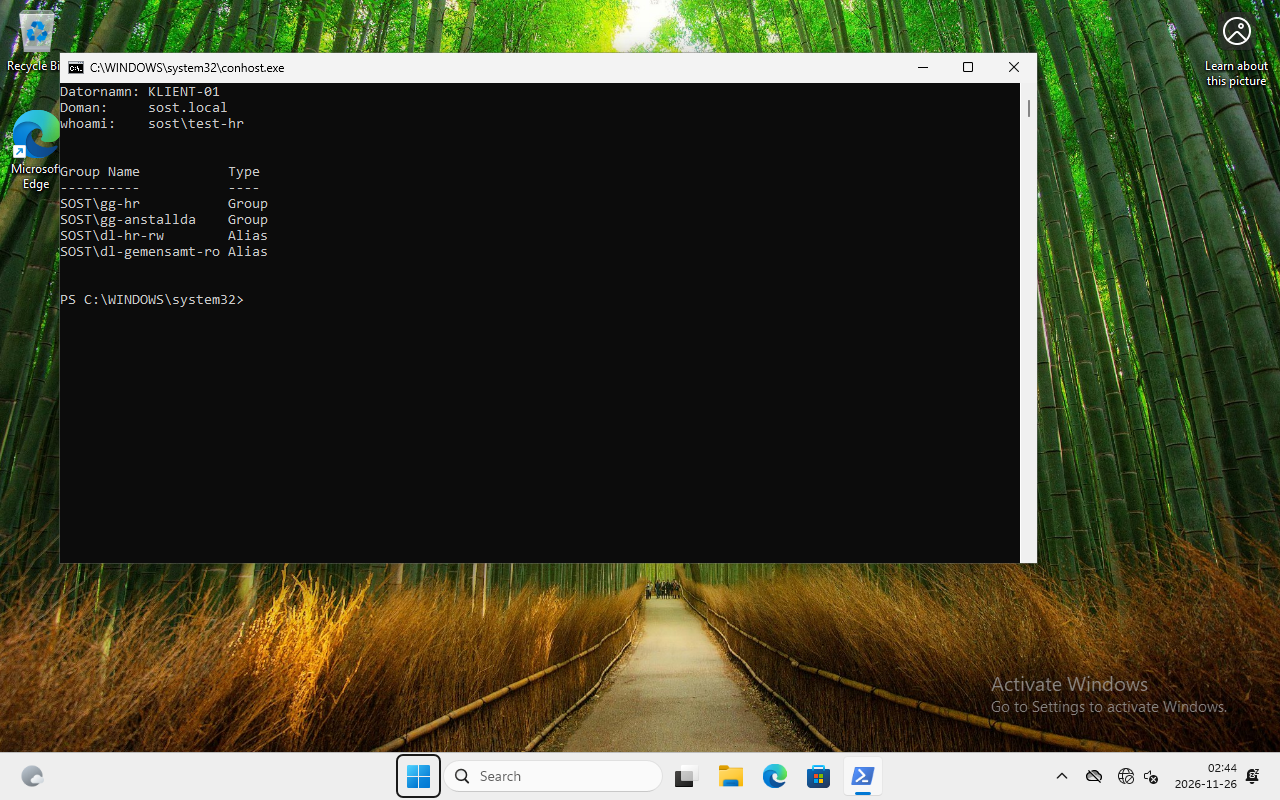 Recycle Bi
Learn about
this picture
C:\WINDOWS\system32\conhost.exe
Datornamn: KLIENT-01
Doman:     sost.local
whoami:    sost\test-hr
Microsoft
Edge
Group Name           Type
----------           ----
SOST\gg-hr           Group
SOST\gg-anstallda    Group
SOST\dl-hr-rw        Alias
SOST\dl-gemensamt-ro Alias
PS C:\WINDOWS\system32>
Activate Windows
Go to Settings to activate Windows.
Search
02:44
2026-11-26